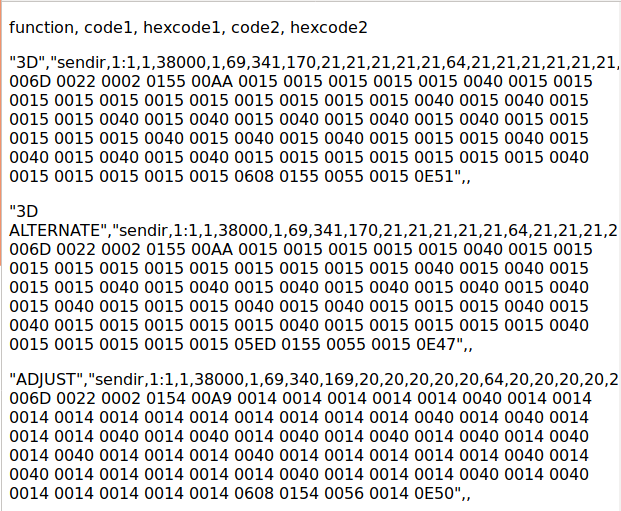 function, code1, hexcode1, code2, hexcode2
"3D","sendir,1:1,1,38000,1,69,341,170,21,21,21,21,21,64,21,21,21,21,21,
006D 0022 0002 0155 00AA 0015 0015 0015 0015 0015 0040 0015 0015
0015 0015 0015 0015 0015 0015 0015 0015 0015 0040 0015 0040 0015
0015 0015 0040 0015 0040 0015 0040 0015 0040 0015 0040 0015 0015
0015 0015 0015 0040 0015 0040 0015 0040 0015 0015 0015 0040 0015
0040 0015 0040 0015 0040 0015 0015 0015 0015 0015 0015 0015 0040
0015 0015 0015 0015 0015 0608 0155 0055 0015 0E51",,
"3D
ALTERNATE","sendir,1:1,1,38000,1,69,341,170,21,21,21,21,21,64,21,21,21,2
006D 0022 0002 0155 00AA 0015 0015 0015 0015 0015 0040 0015 0015
0015 0015 0015 0015 0015 0015 0015 0015 0015 0040 0015 0040 0015
0015 0015 0040 0015 0040 0015 0040 0015 0040 0015 0040 0015 0040
0015 0040 0015 0015 0015 0040 0015 0040 0015 0015 0015 0040 0015
0040 0015 0015 0015 0015 0015 0040 0015 0015 0015 0015 0015 0040
0015 0015 0015 0015 0015 05ED 0155 0055 0015 0E47",,
"ADJUST","sendir,1:1,1,38000,1,69,340,169,20,20,20,20,20,64,20,20,20,20,2
006D 0022 0002 0154 00A9 0014 0014 0014 0014 0014 0040 0014 0014
0014 0014 0014 0014 0014 0014 0014 0014 0014 0040 0014 0040 0014
0014 0014 0040 0014 0040 0014 0040 0014 0040 0014 0040 0014 0040
0014 0040 0014 0014 0014 0040 0014 0040 0014 0014 0014 0040 0014
0040 0014 0014 0014 0014 0014 0040 0014 0014 0014 0040 0014 0040
0014 0014 0014 0014 0014 0608 0154 0056 0014 0E50",,